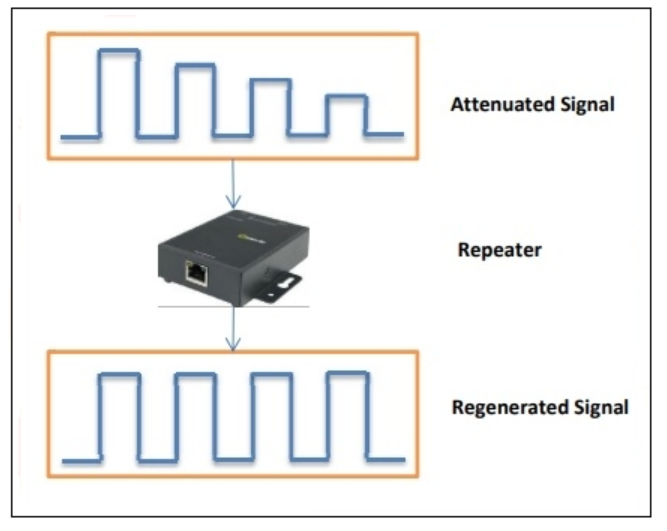 Attenuated Signal
Repeater
Regenerated Signal